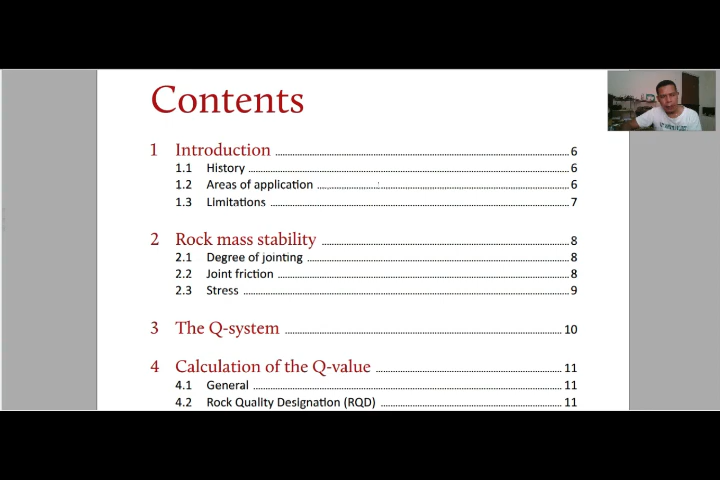 Contents
1 Introduction 6
1.1 History 6
1.2 Areas of application 6
1.3 Limitations 7
2 Rock mass stability 8
2.1 Degree of jointing 8
2.2 Joint friction 8
2.3 Stress 9
3 The Q-system 10
4 Calculation of the Q-value 11
4.1 General 11
4.2 Rock Quality Designation (RQD) 11